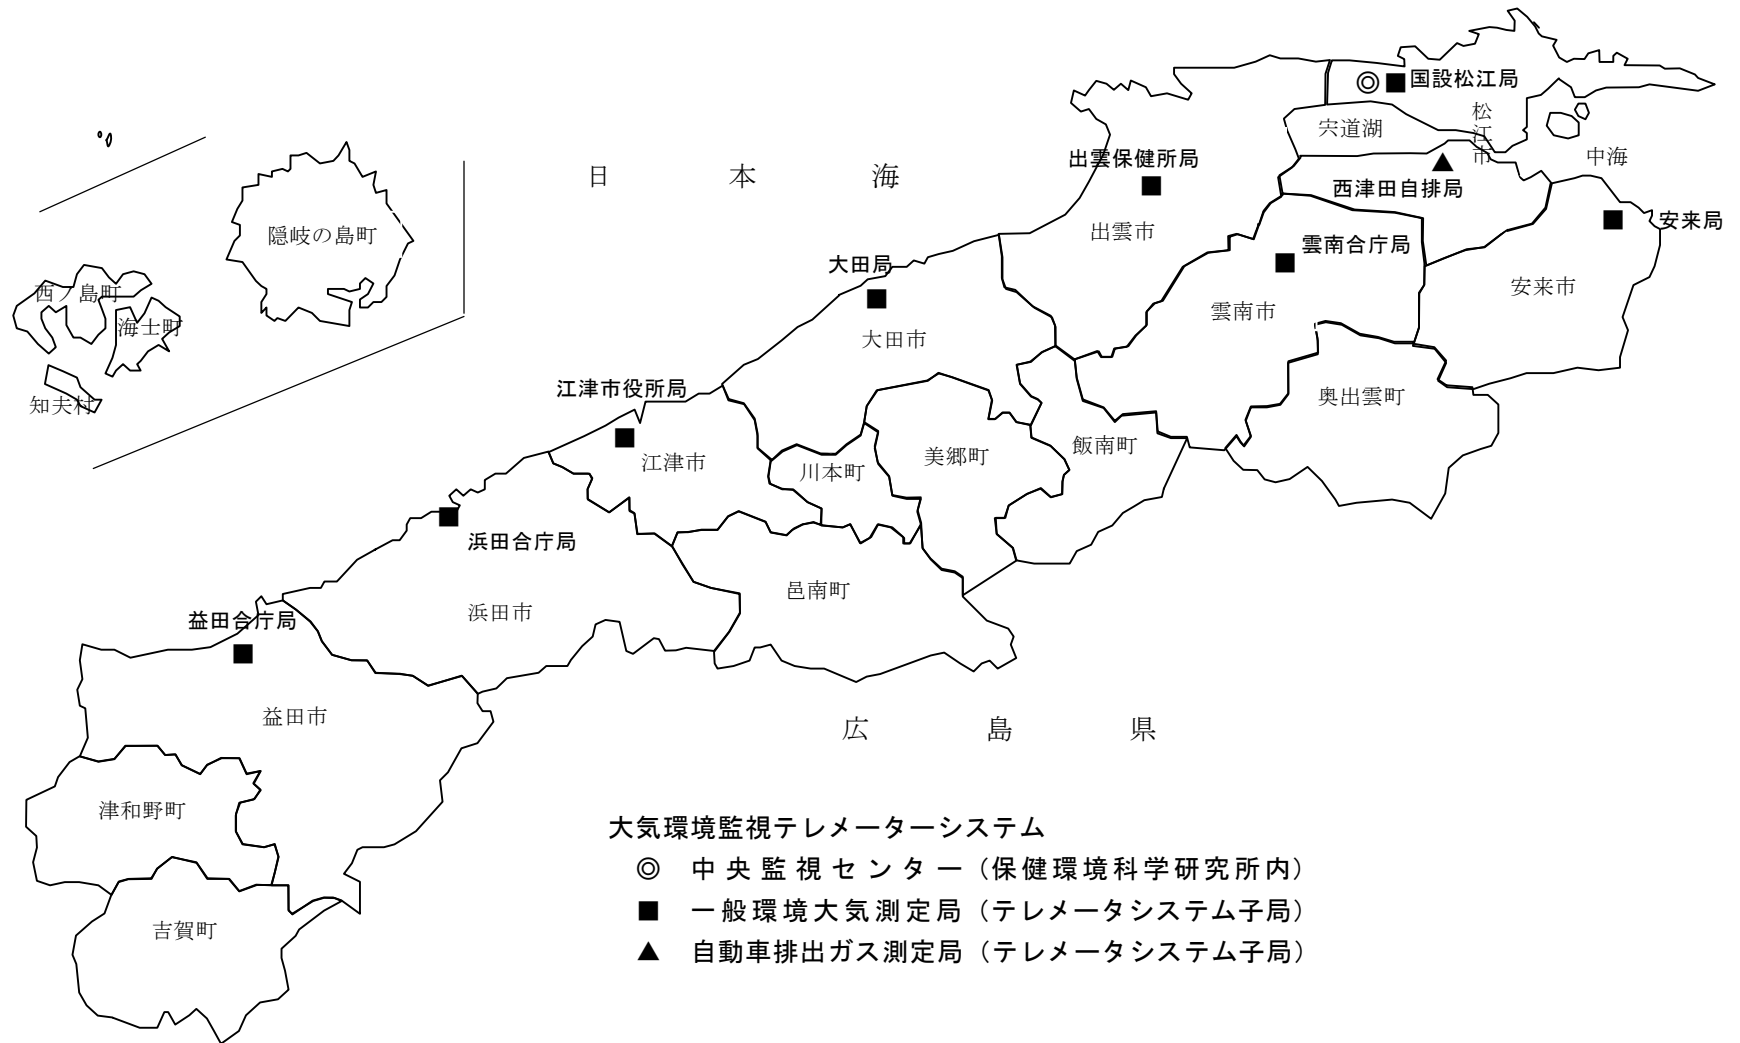 国設松江局
松江市
宍道湖
中海
出雲保健所局
西津田自排局
日 本 海
安来局
出雲市
隠岐の島町
雲南合庁局
大田局
安来市
西ノ島町
雲南市
海士町
大田市
江津市役所局
奥出雲町
知夫村
飯南町
美郷町
江津市
川本町
浜田合庁局
邑南町
浜田市
益田合庁局
益田市
広 島 県
津和野町
吉賀町
大気環境監視テレメーターシステム
◎ 中央監視センター(保健環境科学研究所内)
■ 一般環境大気測定局(テレメータシステム子局)
▲ 自動車排出ガス測定局(テレメータシステム子局)